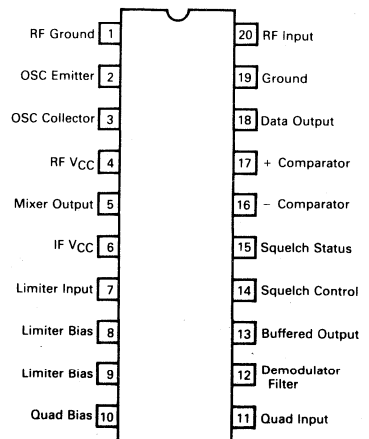 RF Ground 1 20 RF Input
OSC Emitter 2 19 Ground
OSC Collector 3 18 Data Output
RF VCC 4 17 + Comparator
Mixer Output 5 16 − Comparator
IF VCC 6 15 Squelch Status
Limiter Input 7 14 Squelch Control
Limiter Bias 8 13 Buffered Output
Limiter Bias 9 12 Demodulator
Filter
Quad Bias 10 11 Quad Input